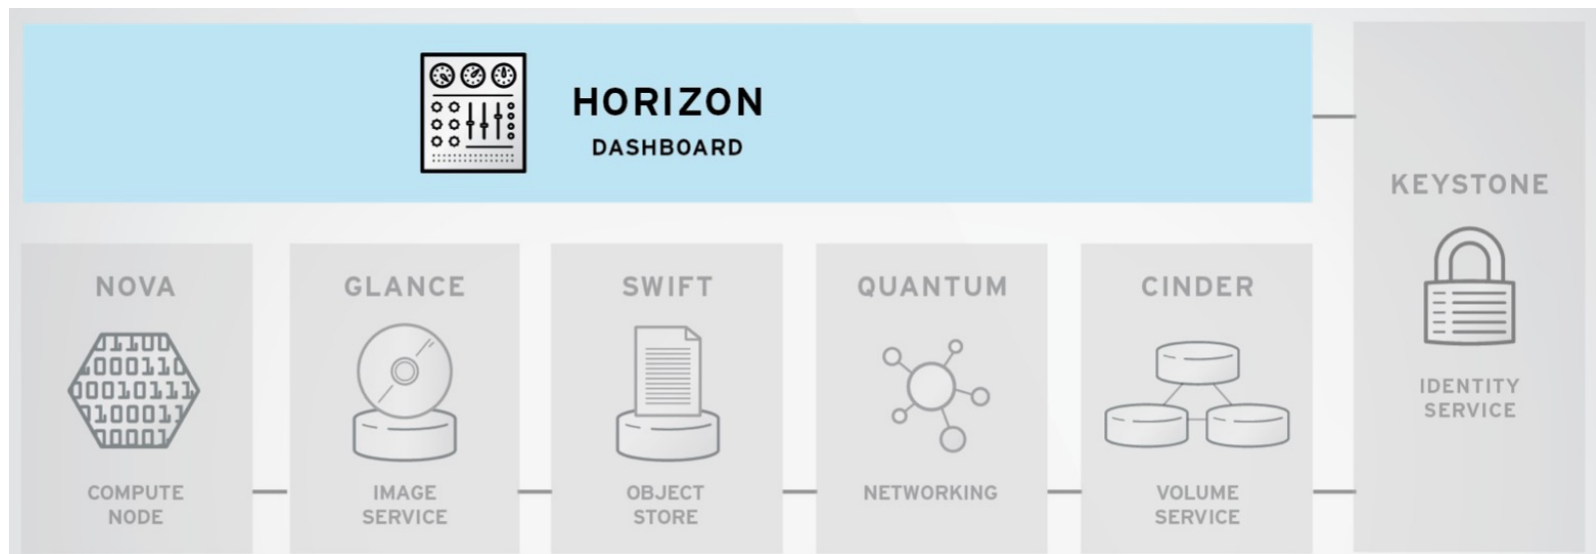 HORIZON
DASHBOARD
KEYSTONE
IDENTITY
SERVICE
NOVA
COMPUTE
NODE
GLANCE
IMAGE
SERVICE
SWIFT
OBJECT
STORE
QUANTUM
NETWORKING
CINDER
VOLUME
SERVICE